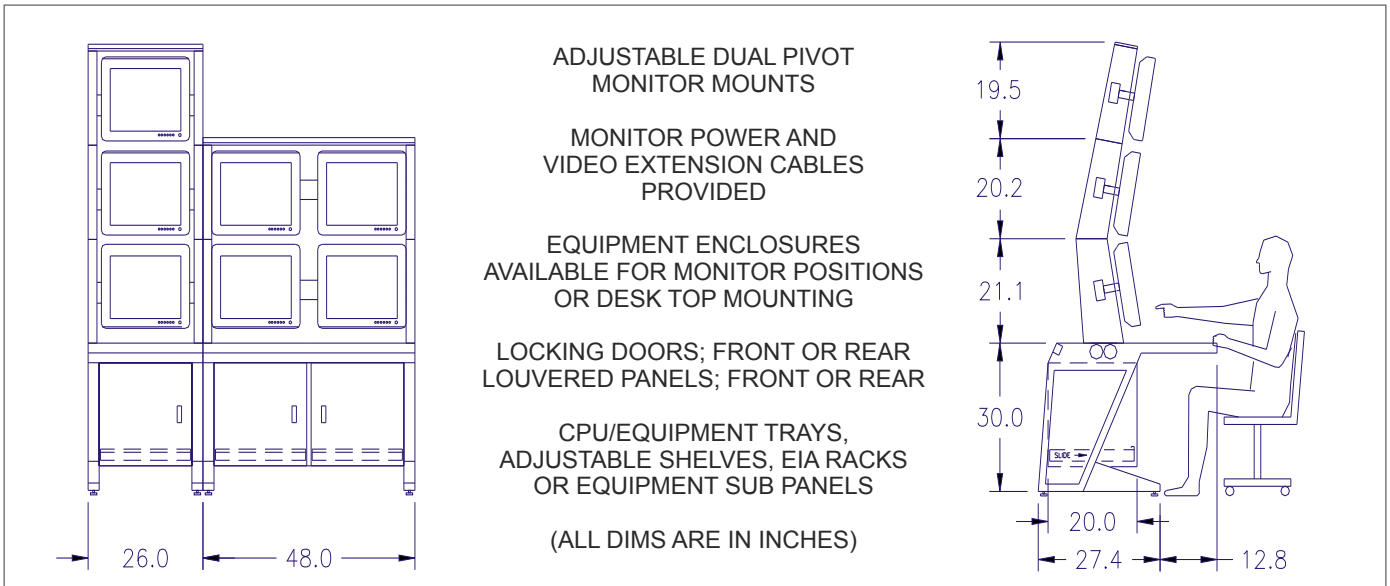 ADJUSTABLE DUAL PIVOT
MONITOR MOUNTS
MONITOR POWER AND
VIDEO EXTENSION CABLES
PROVIDED
EQUIPMENT ENCLOSURES
AVAILABLE FOR MONITOR POSITIONS
OR DESK TOP MOUNTING
LOCKING DOORS; FRONT OR REAR
LOUVERED PANELS; FRONT OR REAR
CPU/EQUIPMENT TRAYS,
ADJUSTABLE SHELVES, EIA RACKS
OR EQUIPMENT SUB PANELS
(ALL DIMS ARE IN INCHES)
26.0
48.0
19.5
20.2
21.1
30.0
SLIDE
20.0
27.4
12.8